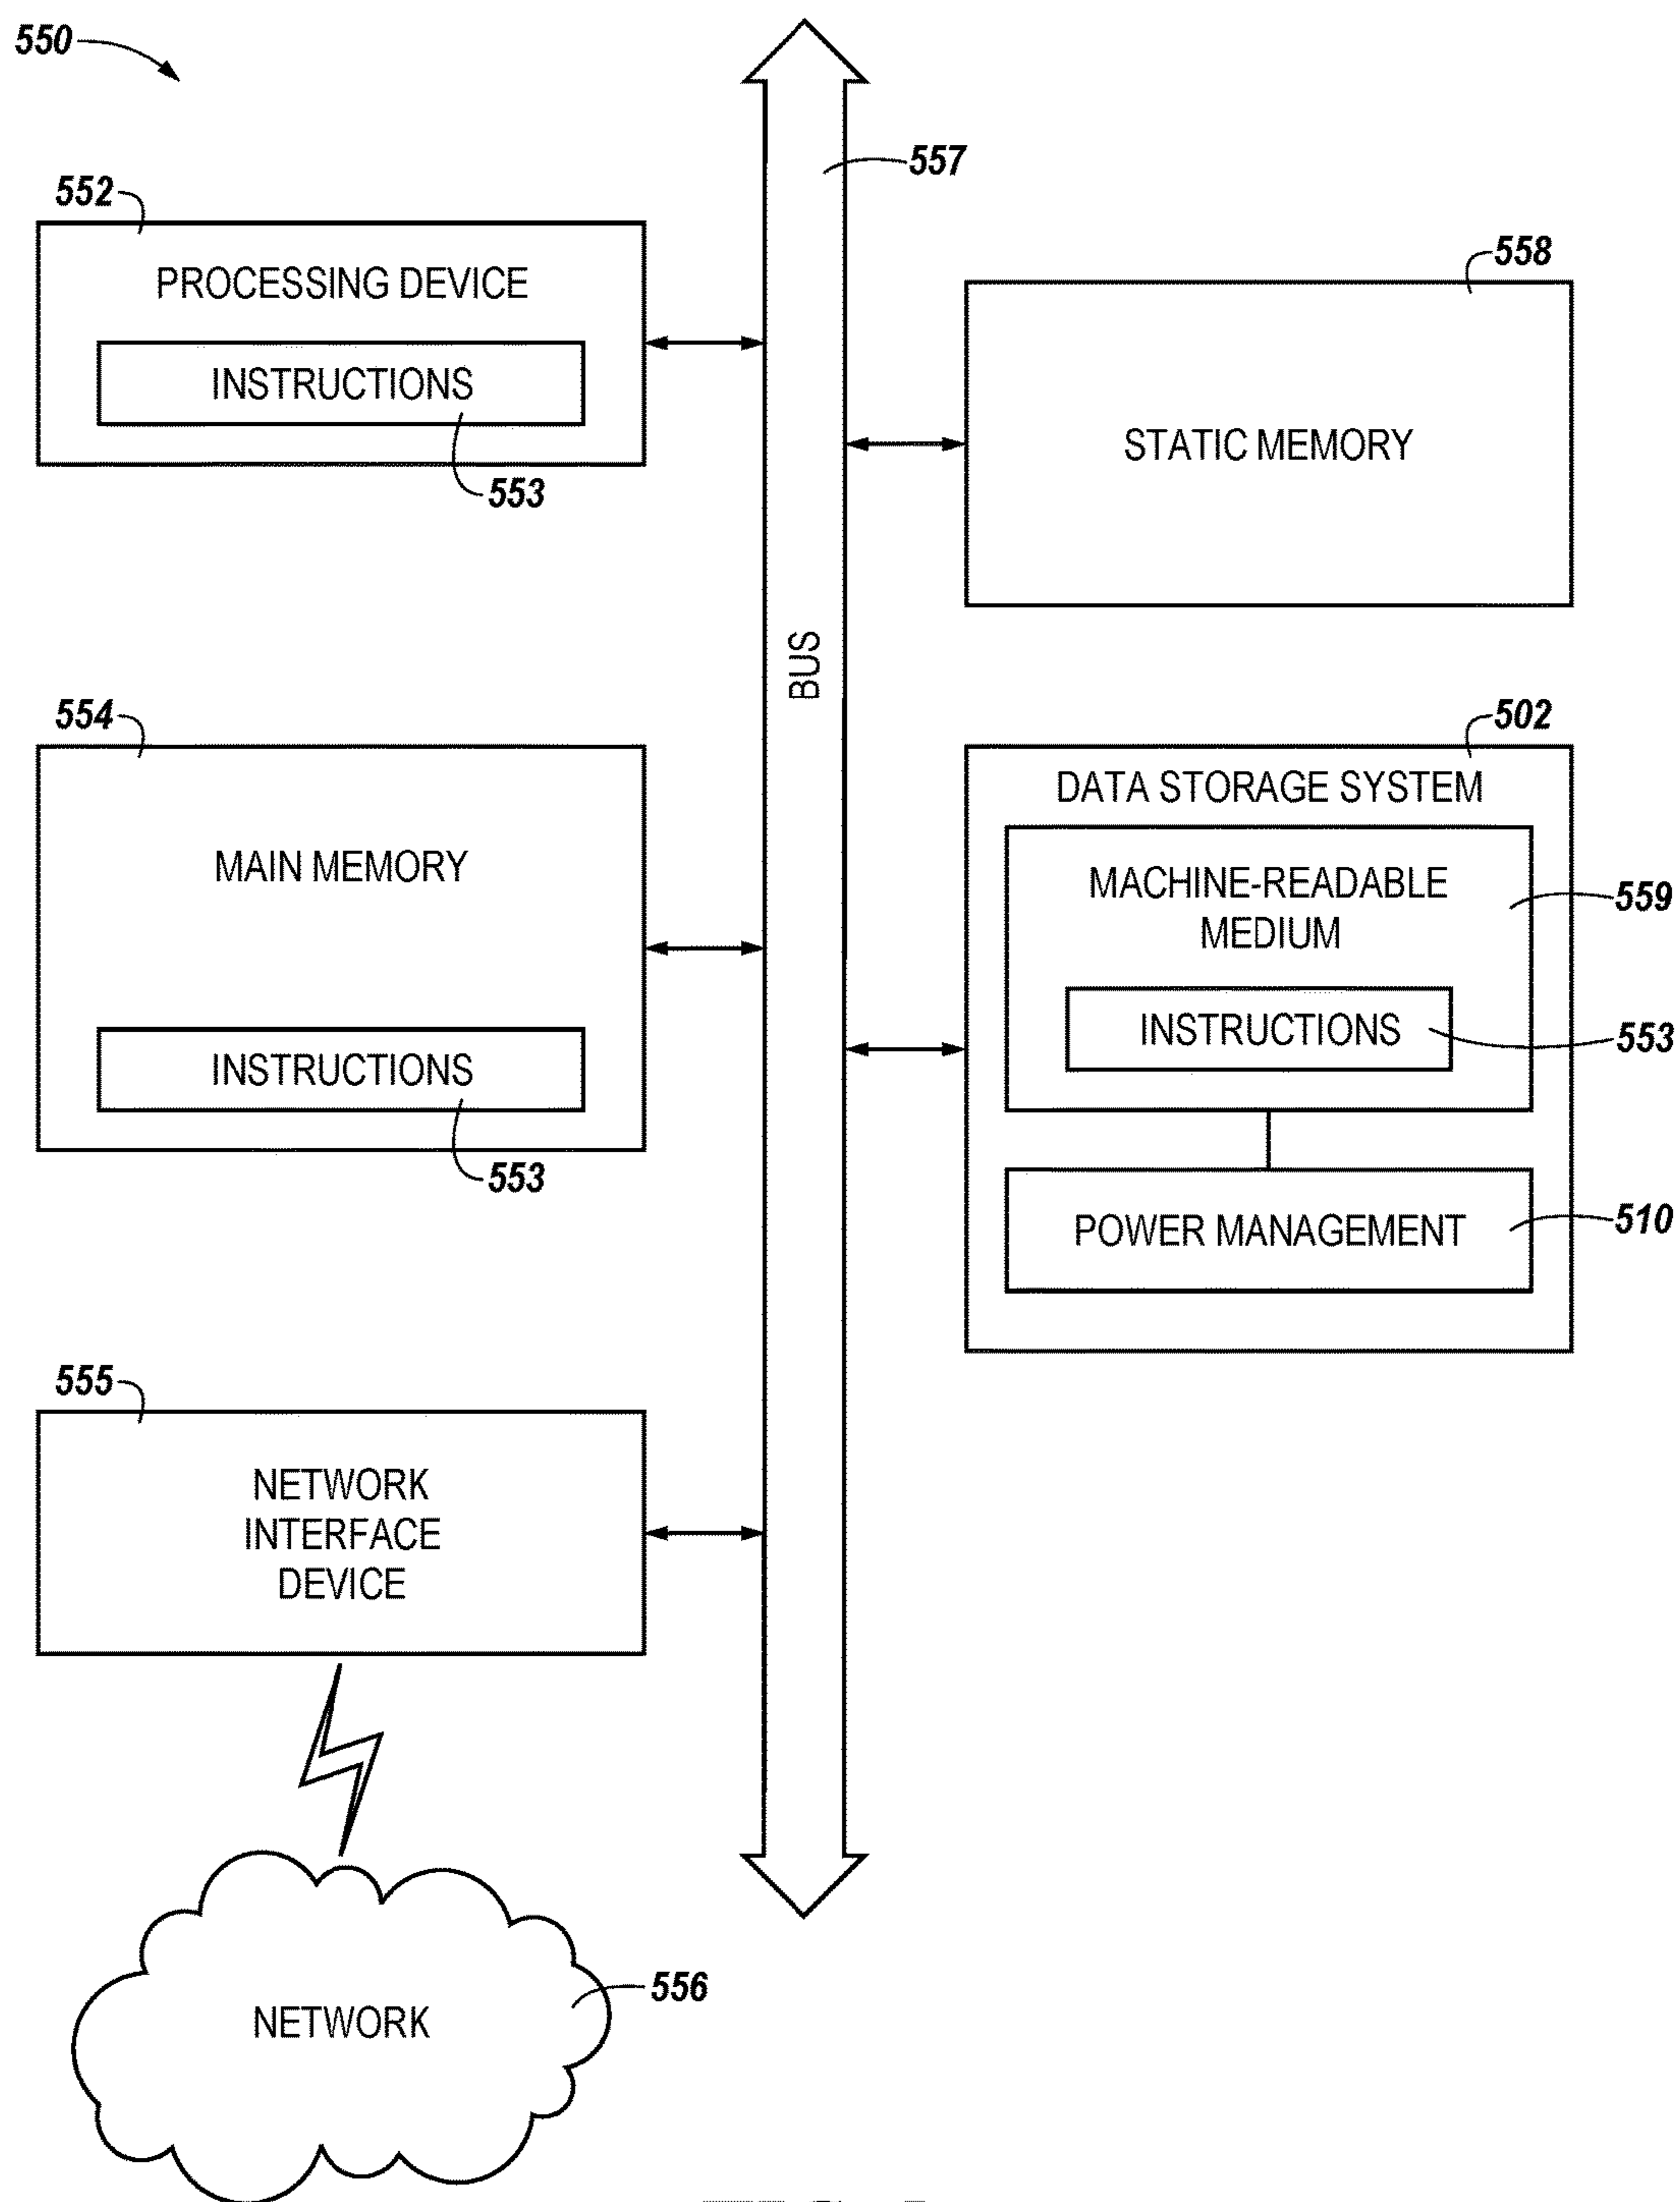 550
557
552
PROCESSING DEVICE
INSTRUCTIONS
553
558
STATIC MEMORY
BUS
554
MAIN MEMORY
INSTRUCTIONS
553
502
DATA STORAGE SYSTEM
MACHINE-READABLE
MEDIUM
559
INSTRUCTIONS
553
POWER MANAGEMENT
510
555
NETWORK
INTERFACE
DEVICE
NETWORK
556